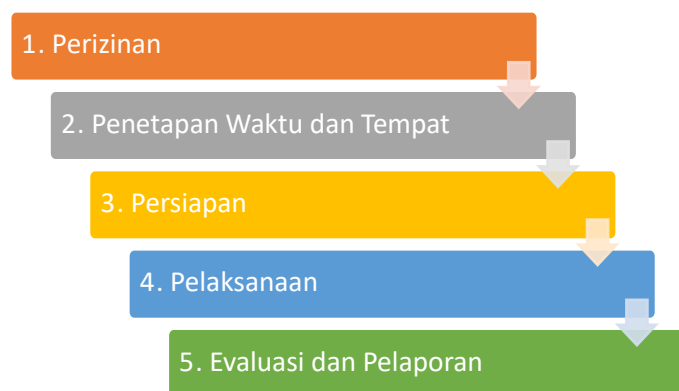 1. Perizinan
2. Penetapan Waktu dan Tempat
3. Persiapan
4. Pelaksanaan
5. Evaluasi dan Pelaporan